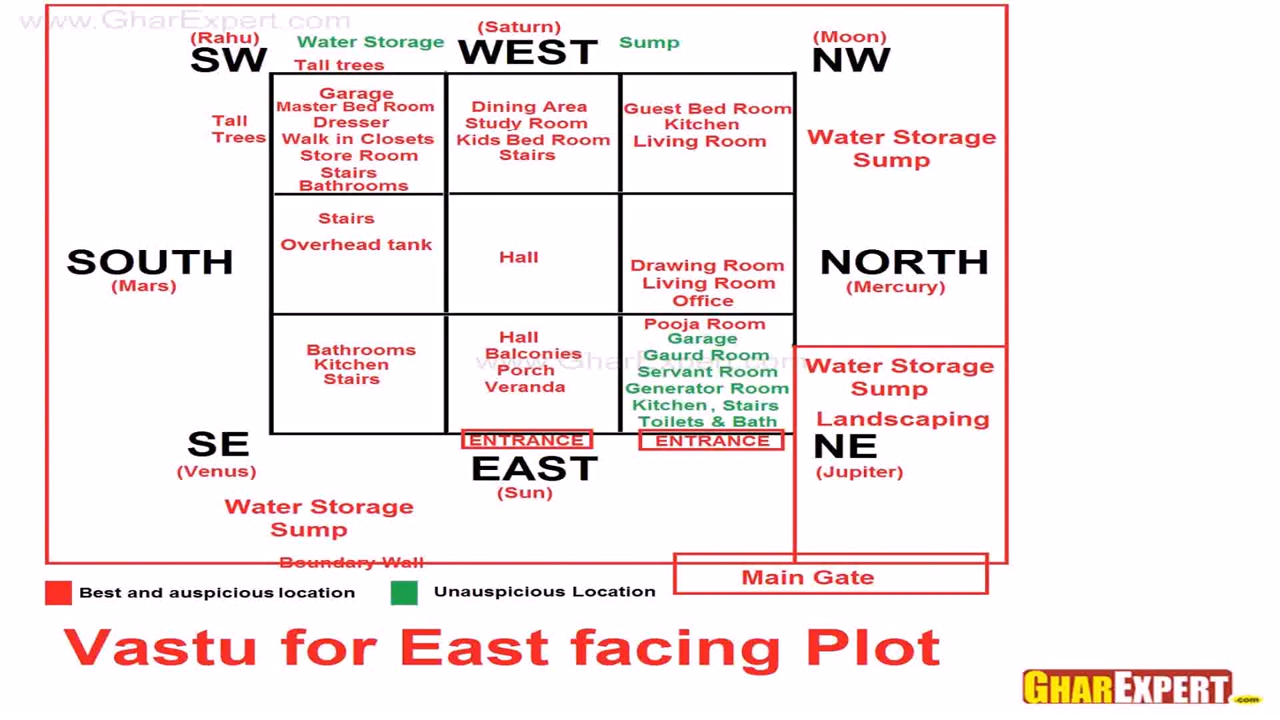 www.GharExpert.com
(Rahu)
SW
Water Storage
(Saturn)
WEST
Sump
(Moon)
NW
Tall trees
Tall
Trees
Garage
Master Bed Room
Dresser
Walk in Closets
Store Room
Stairs
Bathrooms
Dining Area
Study Room
Kids Bed Room
Stairs
Guest Bed Room
Kitchen
Living Room
Water Storage
Sump
SOUTH
(Mars)
Stairs
Overhead tank
Hall
Drawing Room
Living Room
Office
NORTH
(Mercury)
Bathrooms
Kitchen
Stairs
Hall
Balconies
Porch
Veranda
www.GharExpert.com
Pooja Room
Garage
Gaurd Room
Servant Room
Generator Room
Kitchen, Stairs
Toilets & Bath
Water Storage
Sump
Landscaping
NE
(Jupiter)
SE
(Venus)
ENTRANCE
ENTRANCE
EAST
(Sun)
Water Storage
Sump
Boundary Wall
Main Gate
Best and auspicious location
Unauspicious Location
Vastu for East facing Plot
GHAREXPERT.com